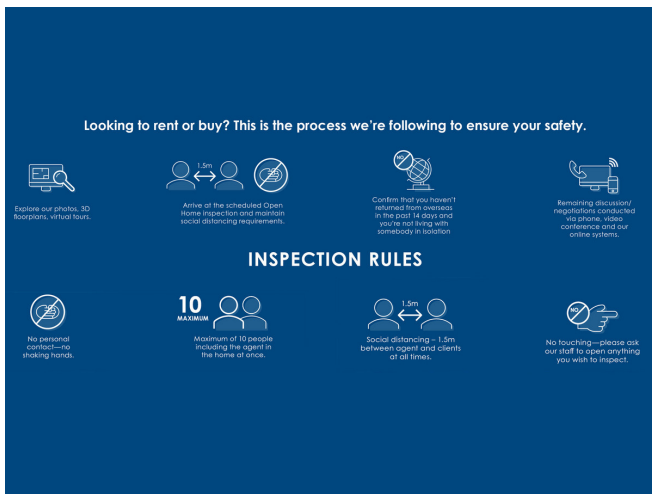 Looking to rent or buy? This is the process we're following to ensure your safety.
Explore our photos, 3D
floorplans, virtual tours.
1.5m
Arrive at the scheduled Open
Home inspection and maintain
social distancing requirements.
NO
Confirm that you haven't
returned from overseas
in the past 14 days and
you're not living with
somebody in isolation
Remaining discussion/
negotiations conducted
via phone, video
conference and our
online systems.
INSPECTION RULES
No personal
contact—no
shaking hands.
10
MAXIMUM
Maximum of 10 people
including the agent in
the home at once.
1.5m
Social distancing – 1.5m
between agent and clients
at all times.
NO
No touching—please ask
our staff to open anything
you wish to inspect.